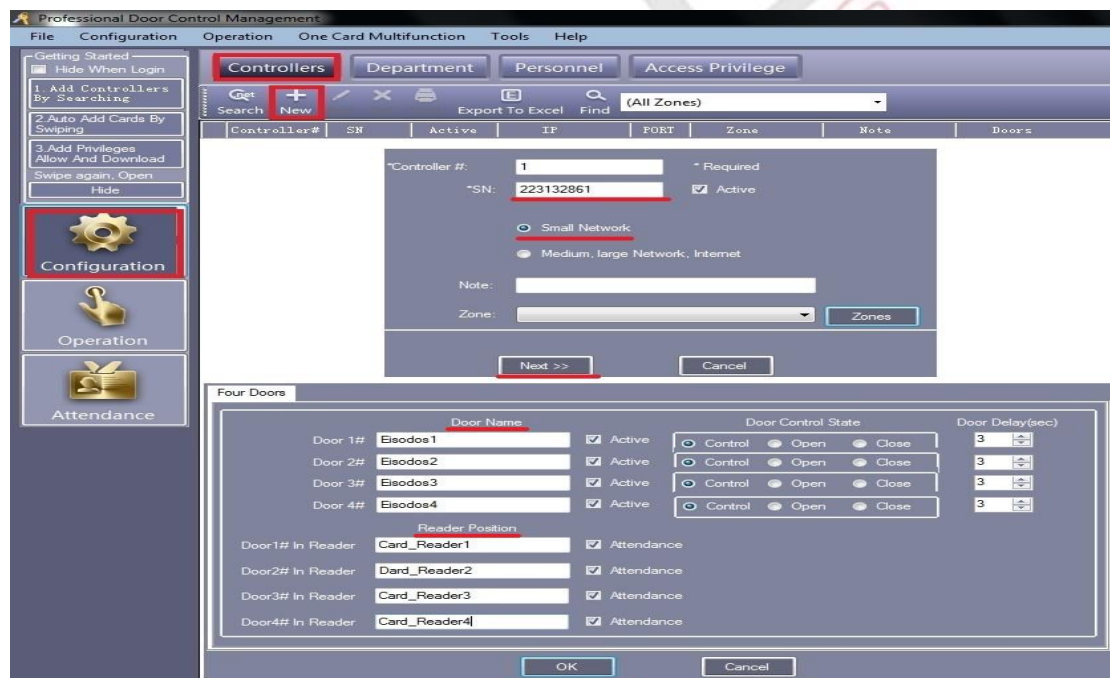 Professional Door Control Management
File Configuration Operation One Card Multifunction Tools Help
Getting Started
Hide When Login
1.Add Controllers
By Searching
2.Auto Add Cards By
Swiping
3.Add Privileges
Allow And Download
Swipe again, Open
Hide
Configuration
Operation
Attendance
Controllers Department Personnel Access Privilege
Search New Export To Excel Find (All Zones)
Controller# SN Active IP PORT Zone Note Doors
*Controller #: 1 * Required
*SN: 223132861 Active
Small Network
Medium, large Network, Internet
Note:
Zone: Zones
Next >> Cancel
Four Doors
Door Name Door Control State Door Delay(sec)
Door 1# Eisodos1 Active Control Open Close 3
Door 2# Eisodos2 Active Control Open Close 3
Door 3# Eisodos3 Active Control Open Close 3
Door 4# Eisodos4 Active Control Open Close 3
Reader Position
Door1# In Reader Card_Reader1 Attendance
Door2# In Reader Dard_Reader2 Attendance
Door3# In Reader Card_Reader3 Attendance
Door4# In Reader Card_Reader4 Attendance
OK Cancel